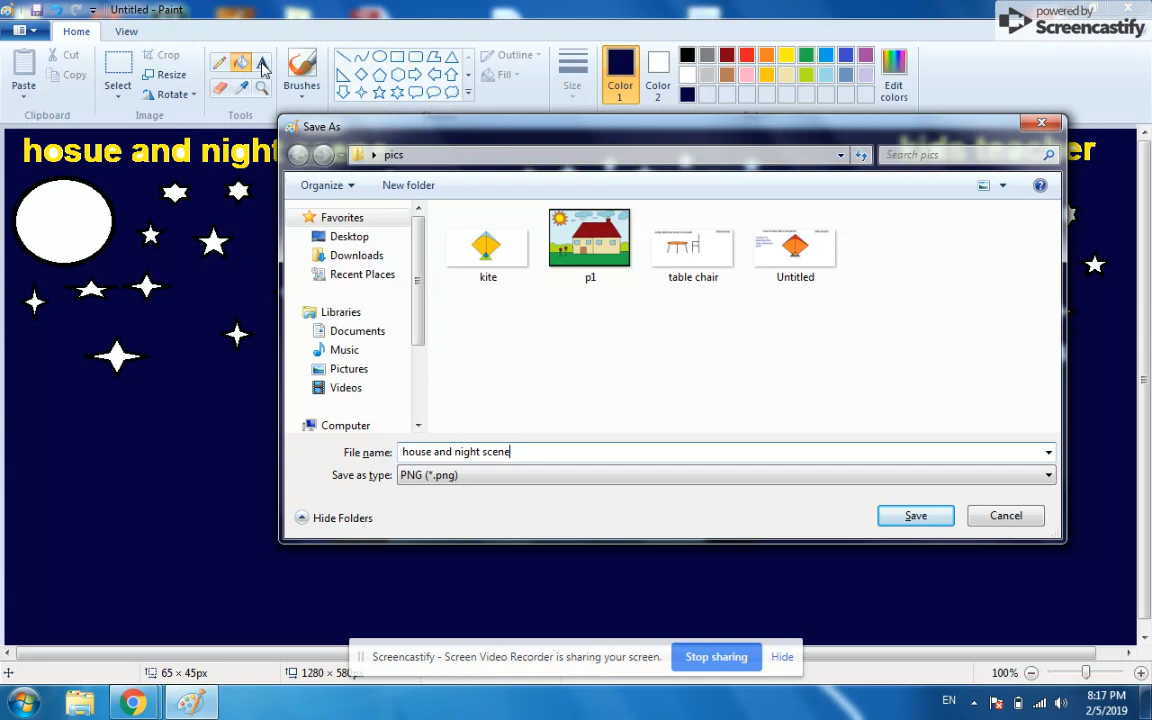 Untitled - Paint
powered by
Screencastify
Home
View
Paste
Cut
Copy
Clipboard
Select
Crop
Resize
Rotate
Image
Tools
Brushes
Outline
Fill
Size
Color
1
Color
2
Edit
colors
hosue and night
Save As
pics
Search pics
Organize
New folder
Favorites
Desktop
Downloads
Recent Places
Libraries
Documents
Music
Pictures
Videos
Computer
kite
p1
table chair
Untitled
File name:
house and night scene
Save as type:
PNG (*.png)
Hide Folders
Save
Cancel
Screencastify - Screen Video Recorder is sharing your screen.
Stop sharing
Hide
65 × 45px
1280 × 580px
100%
EN
8:17 PM
2/5/2019